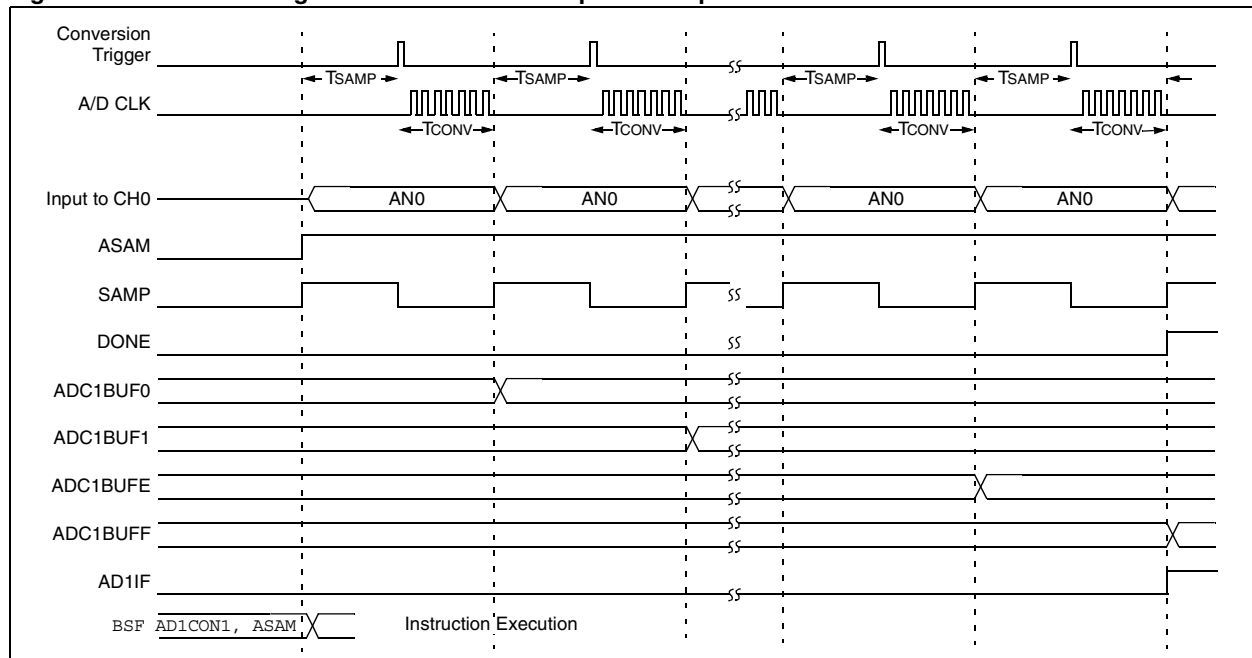 Conversion
Trigger
TSAMP TSAMP TSAMP TSAMP
A/D CLK
TCONV TCONV TCONV TCONV
Input to CH0 AN0 AN0 AN0 AN0
ASAM
SAMP
DONE
ADC1BUF0
ADC1BUF1
ADC1BUFE
ADC1BUFF
AD1IF
BSF AD1CON1, ASAM Instruction Execution